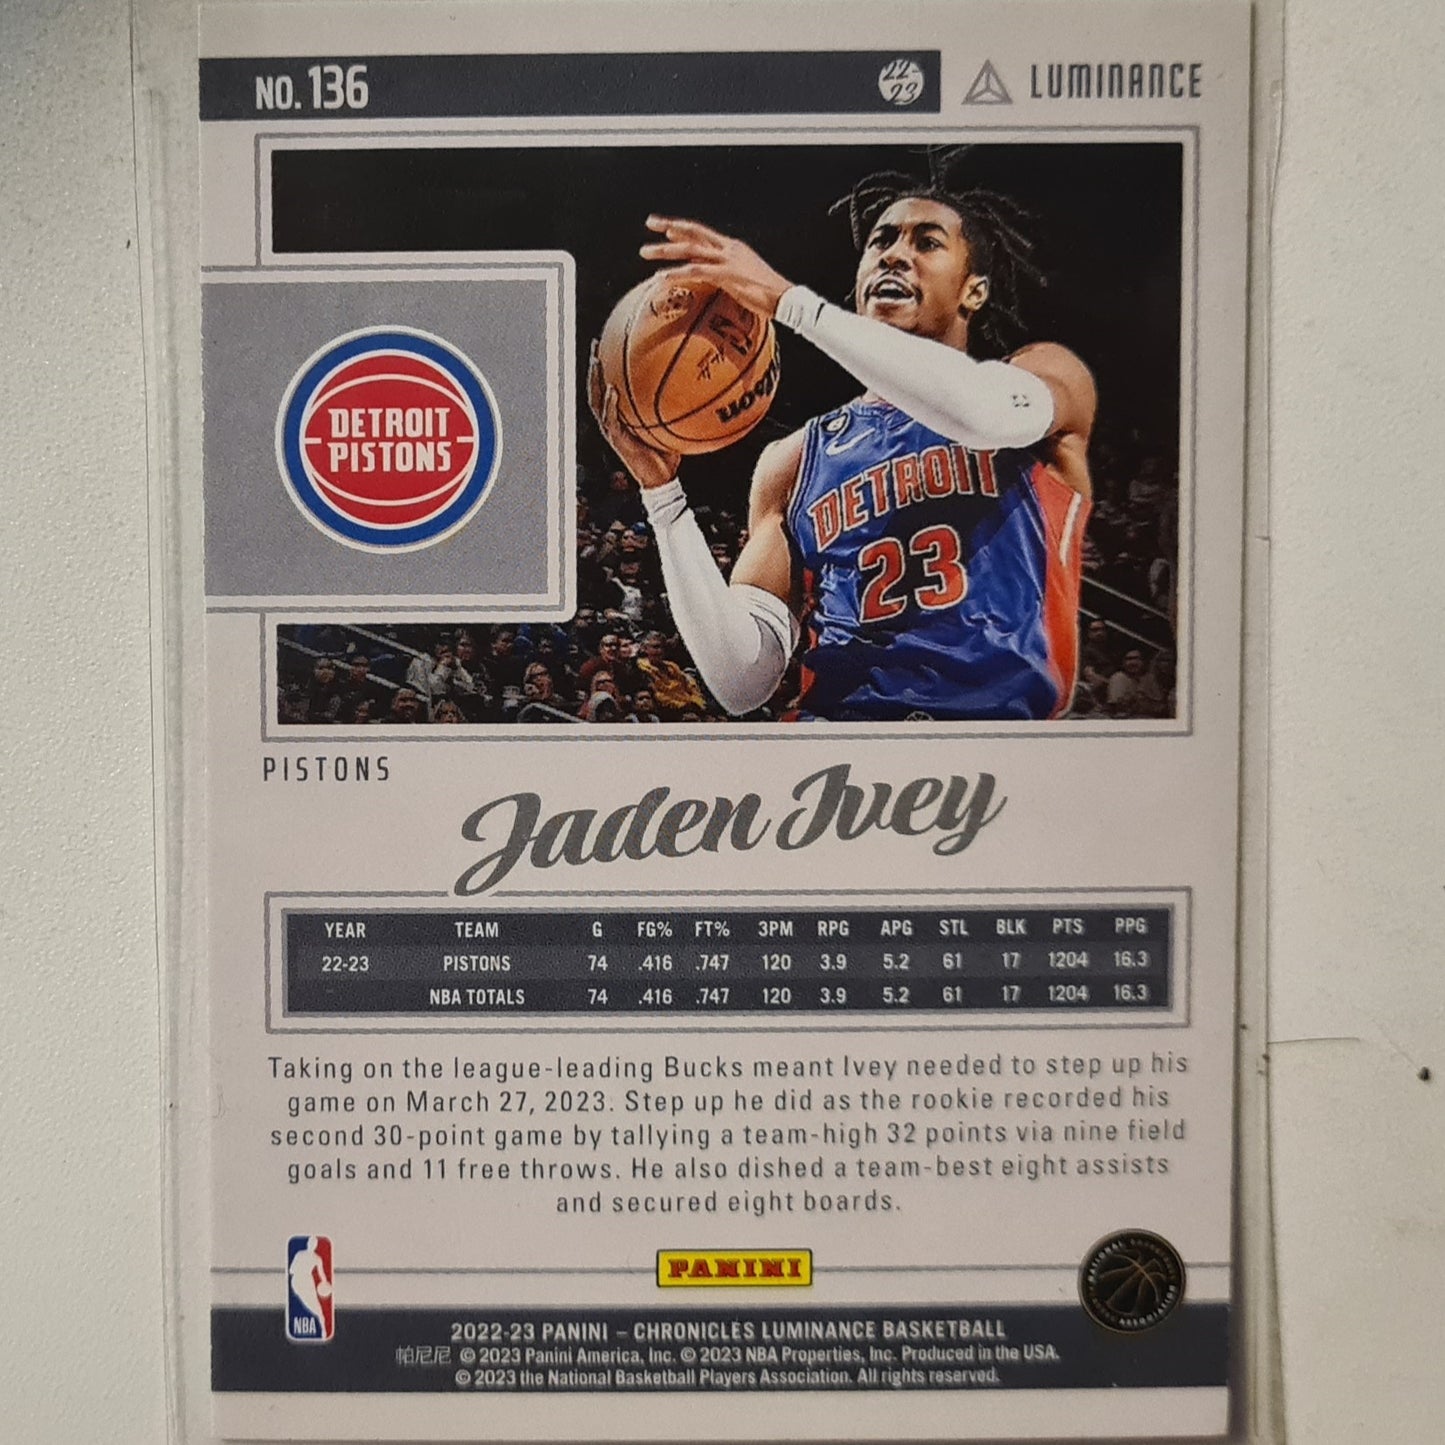 NO. 136
22-23
LUMINANCE
DETROIT
PISTONS
Wilson
DETROIT
23
PISTONS
Jaden Ivey
YEAR TEAM G FG% FT% 3PM RPG APG STL BLK PTS PPG
22-23 PISTONS 74 .416 .747 120 3.9 5.2 61 17 1204 16.3
NBA TOTALS 74 .416 .747 120 3.9 5.2 61 17 1204 16.3
Taking on the league-leading Bucks meant Ivey needed to step up his
game on March 27, 2023. Step up he did as the rookie recorded his
second 30-point game by tallying a team-high 32 points via nine field
goals and 11 free throws. He also dished a team-best eight assists
and secured eight boards.
NBA
PANINI
NATIONAL BASKETBALL PLAYERS ASSOCIATION
2022-23 PANINI – CHRONICLES LUMINANCE BASKETBALL
帕尼尼 © 2023 Panini America, Inc. © 2023 NBA Properties, Inc. Produced in the USA.
© 2023 the National Basketball Players Association. All rights reserved.